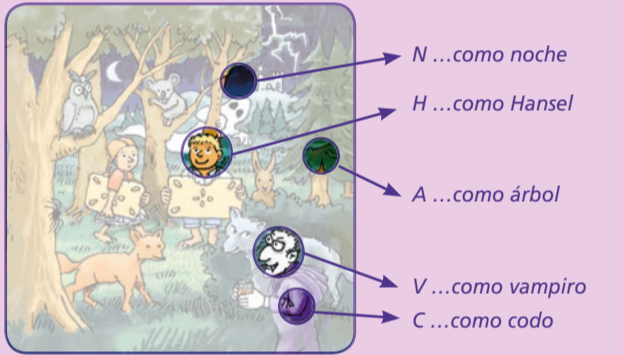 N ...como noche
H ...como Hansel
A ...como árbol
V ...como vampiro
C ...como codo